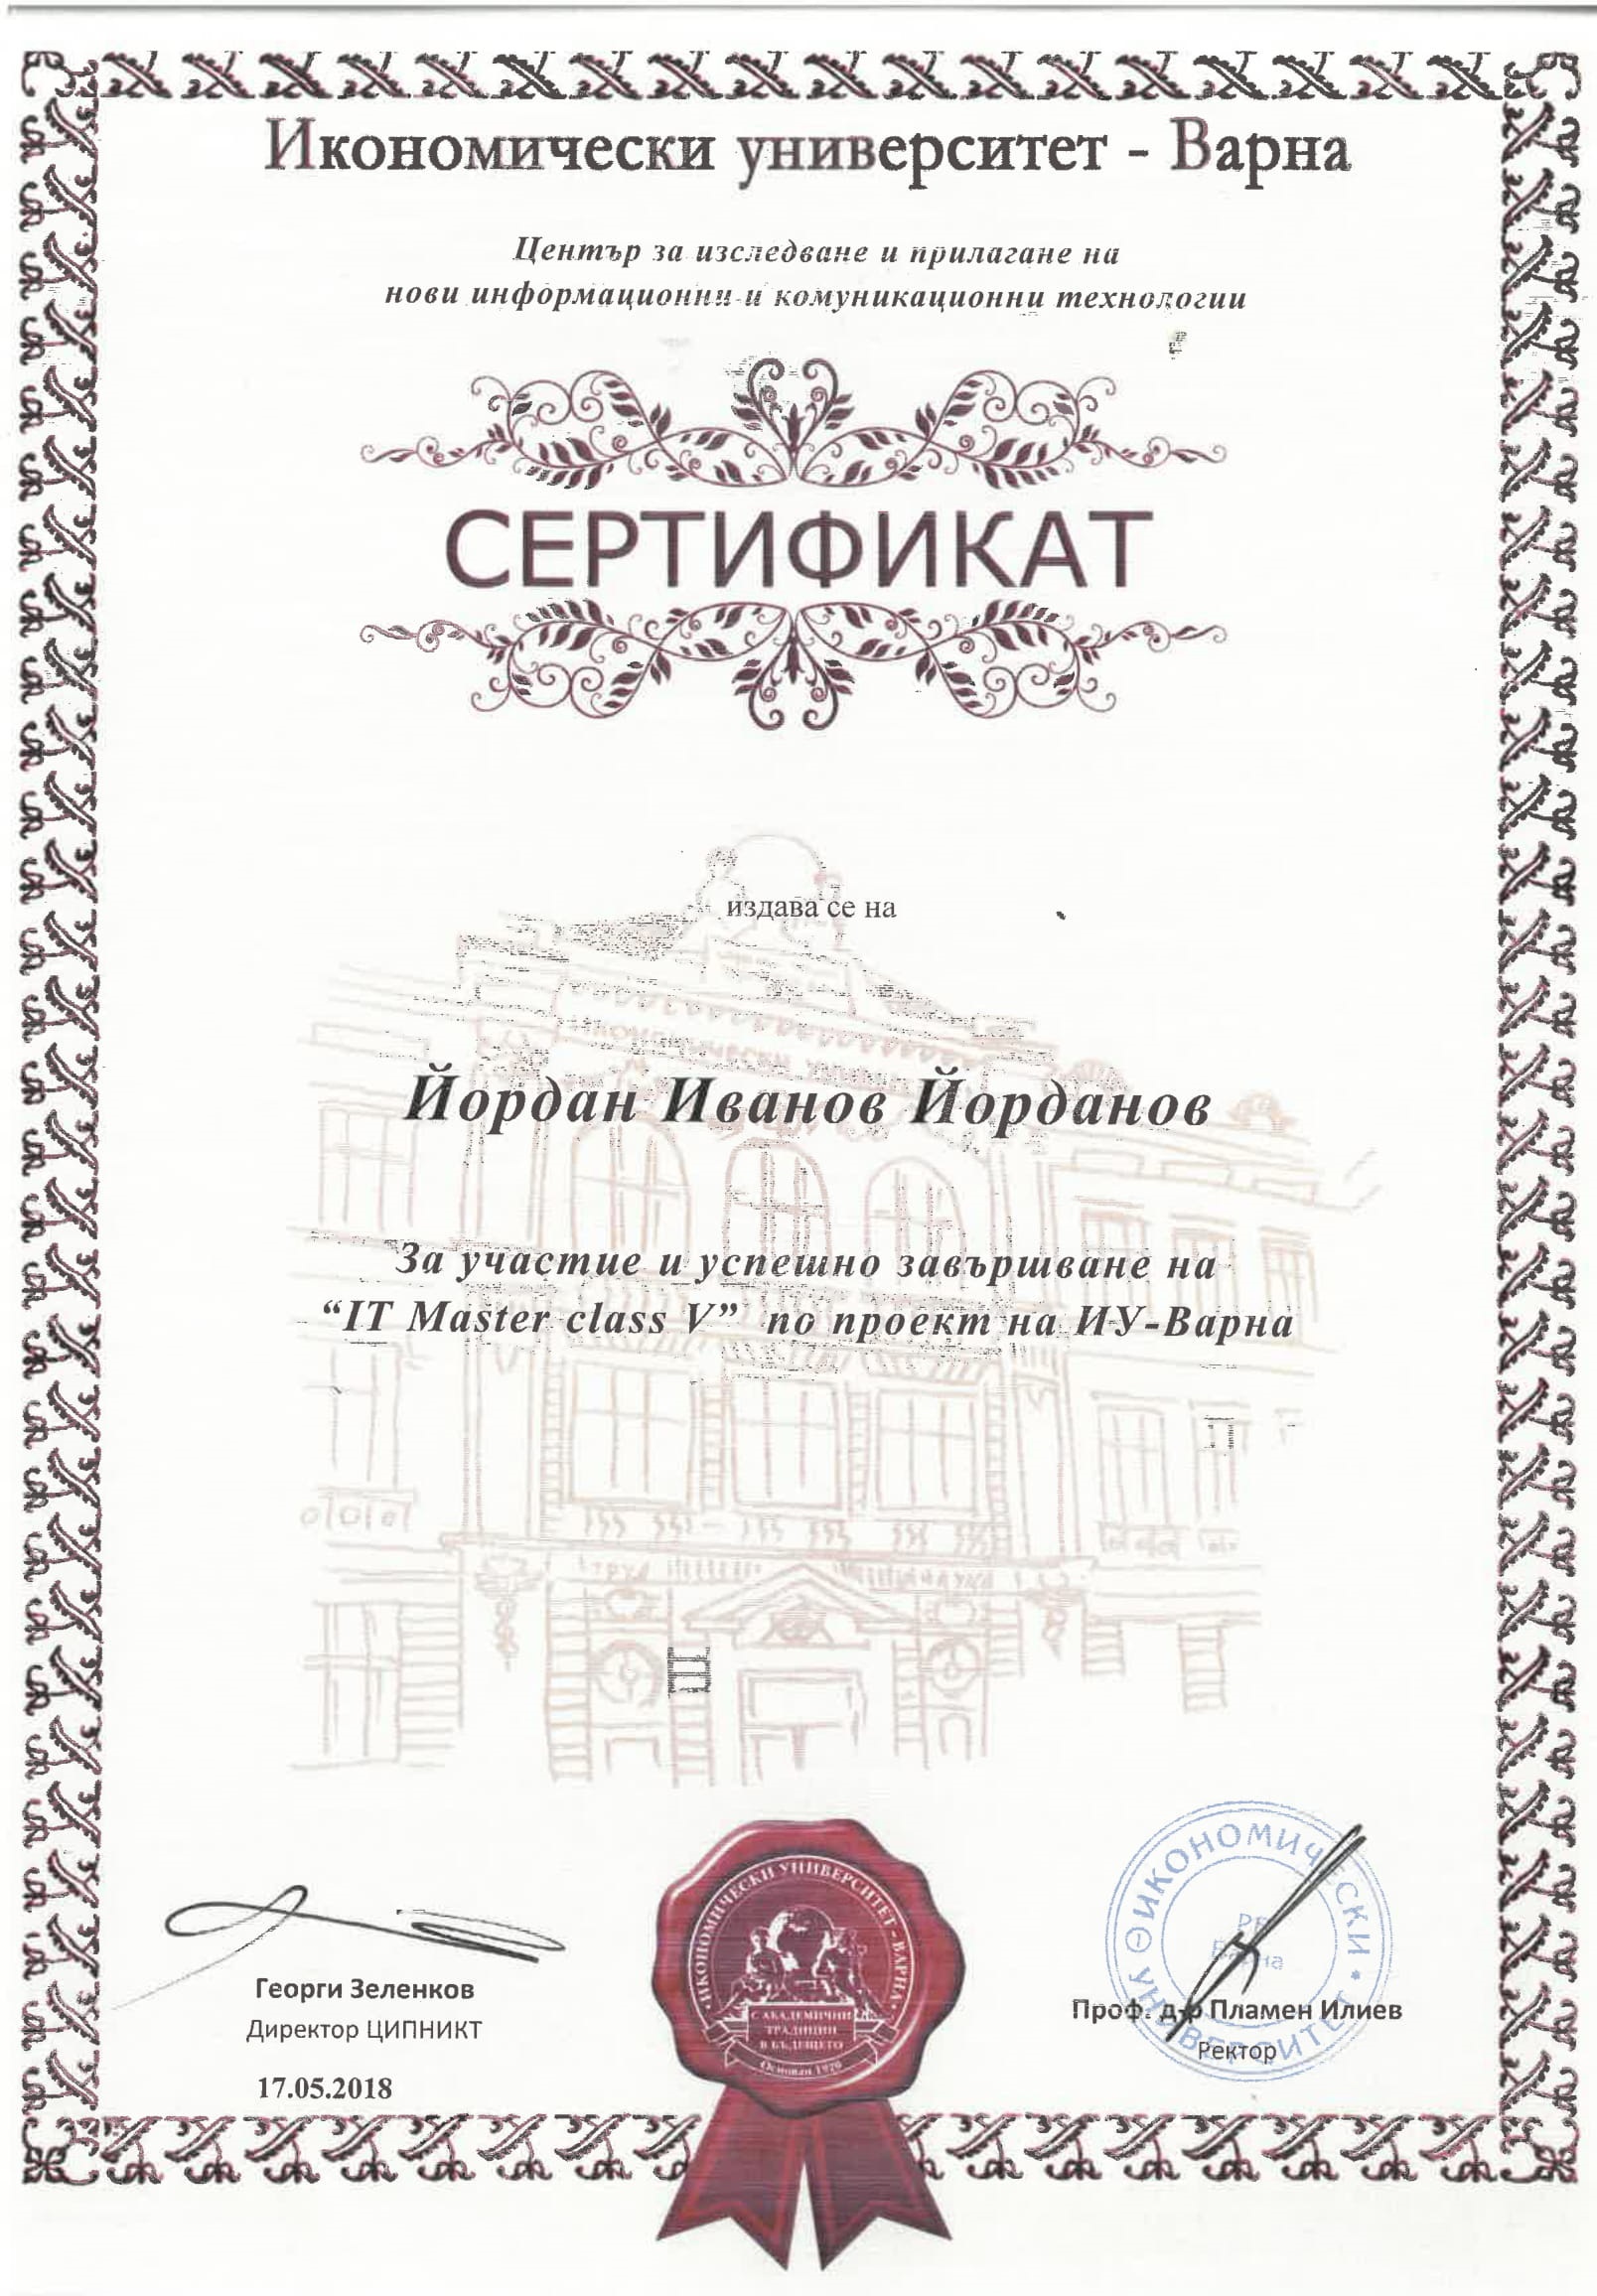 Икономически университет - Варна
Център за изследване и прилагане на
нови информационни и комуникационни технологии
СЕРТИФИКАТ
издава се на
Йордан Иванов Йорданов
За участие и успешно завършване на
“IT Master class V” по проект на ИУ-Варна
Георги Зеленков
Директор ЦИПНИКТ
17.05.2018
ИКОНОМИЧЕСКИ УНИВЕРСИТЕТ - ВАРНА
С АКАДЕМИЧНИ
ТРАДИЦИИ
В БЪДЕЩЕТО
Основан 1920
ИКОНОМИЧЕСКИ УНИВЕРСИТЕТ
Варна
Проф. д-р Пламен Илиев
Ректор